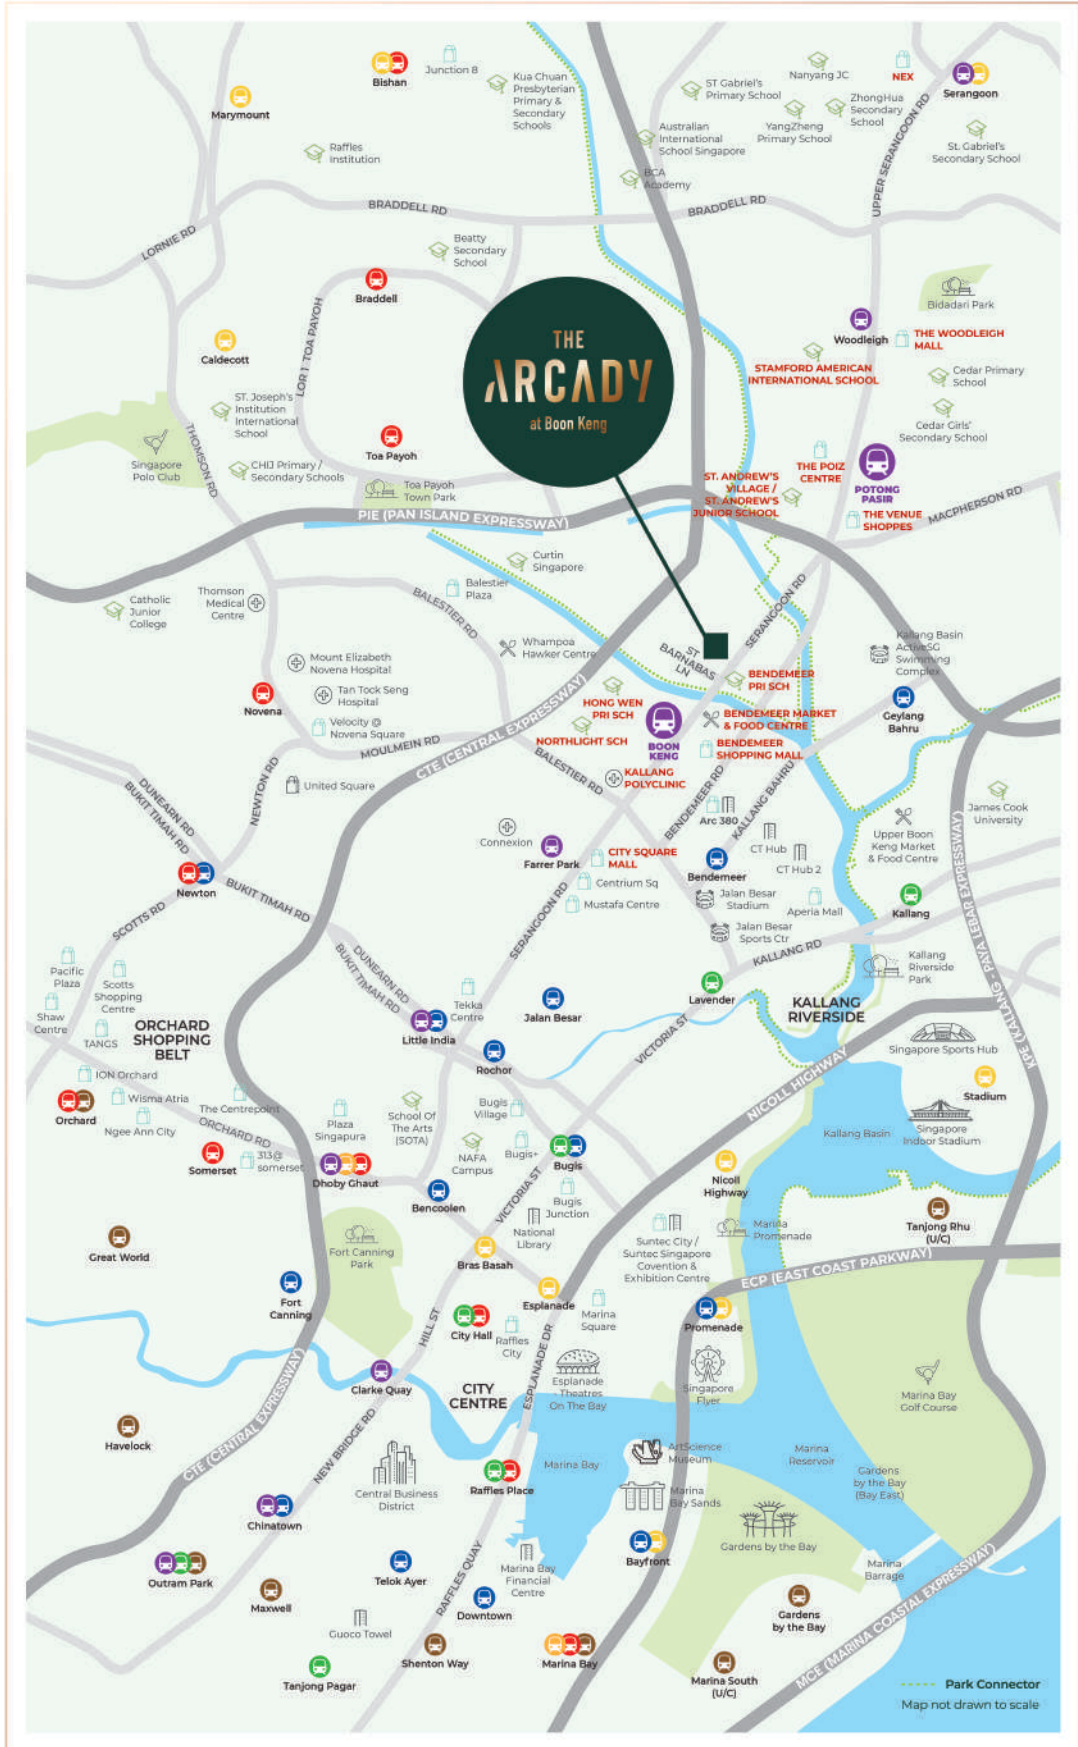 Bishan
Junction 8
Marymount
Kua Chuan
Presbyterian
Primary &
Secondary
Schools
Raffles
Institution
ST Gabriel's
Primary School
Nanyang JC
NEX
Serangoon
Australian
International
School Singapore
YangZheng
Primary School
ZhongHua
Secondary
School
St. Gabriel's
Secondary School
BCA
Academy
UPPER SERANGOON RD
BRADDELL RD
BRADDELL RD
LORNIE RD
Beatty
Secondary
School
Braddell
LOR 1 TOA PAYOH
Caldecott
THE
ARCADY
at Boon Keng
Bidadari Park
Woodleigh
THE WOODLEIGH
MALL
STAMFORD AMERICAN
INTERNATIONAL SCHOOL
Cedar Primary
School
Cedar Girls'
Secondary School
ST. Joseph's
Institution
International
School
THOMSON RD
Singapore
Polo Club
CHIJ Primary /
Secondary Schools
Toa Payoh
Toa Payoh
Town Park
PIE (PAN ISLAND EXPRESSWAY)
ST. ANDREW'S
VILLAGE /
ST. ANDREW'S
JUNIOR SCHOOL
THE POIZ
CENTRE
POTONG
PASIR
THE VENUE
SHOPPES
MACPHERSON RD
Curtin
Singapore
Balestier
Plaza
BALESTIER RD
Thomson
Medical
Centre
Catholic
Junior
College
Whampoa
Hawker Centre
ST
BARNABAS
LN
SERANGOON RD
Kallang Basin
ActiveSG
Swimming
Complex
Mount Elizabeth
Novena Hospital
Tan Tock Seng
Hospital
Novena
Velocity @
Novena Square
MOULMEIN RD
CTE (CENTRAL EXPRESSWAY)
HONG WEN
PRI SCH
NORTHLIGHT SCH
BOON
KENG
BENDEMEER
PRI SCH
BENDEMEER MARKET
& FOOD CENTRE
BENDEMEER
SHOPPING MALL
Geylang
Bahru
KALLANG
POLYCLINIC
BALESTIER RD
BENDEMEER RD
KALLANG BAHRU
DUNEARN RD
BUKIT TIMAH RD
NEWTON RD
United Square
Connexion
Farrer Park
CITY SQUARE
MALL
Centrium Sq
Mustafa Centre
Arc 380
CT Hub
CT Hub 2
Bendemeer
Jalan Besar
Stadium
Aperia Mall
Jalan Besar
Sports Ctr
Upper Boon
Keng Market
& Food Centre
James Cook
University
Kallang
KPE (KALLANG - PAYA LEBAR EXPRESSWAY)
Newton
BUKIT TIMAH RD
SCOTTS RD
SERANGOON RD
KALLANG RD
Kallang
Riverside
Park
DUNEARN RD
BUKIT TIMAH RD
Pacific
Plaza
Scotts
Shopping
Centre
Shaw
Centre
TANGS
ORCHARD
SHOPPING
BELT
Tekka
Centre
Little India
Jalan Besar
Lavender
KALLANG
RIVERSIDE
VICTORIA ST
Rochor
NICOLL HIGHWAY
Singapore Sports Hub
Stadium
ION Orchard
Wisma Atria
Orchard
Ngee Ann City
The Centrepoint
ORCHARD RD
Somerset
313@
somerset
Plaza
Singapura
School Of
The Arts
(SOTA)
NAFA
Campus
Bugis
Village
Bugis+
Bugis
Kallang Basin
Singapore
Indoor Stadium
Dhoby Ghaut
Bencoolen
VICTORIA ST
National
Library
Bugis
Junction
Nicoll
Highway
Marina
Promenade
Tanjong Rhu
(U/C)
Great World
Fort Canning
Park
Bras Basah
Suntec City /
Suntec Singapore
Covention &
Exhibition Centre
ECP (EAST COAST PARKWAY)
Fort
Canning
HILL ST
Esplanade
Marina
Square
Promenade
City Hall
Raffles
City
ESPLANADE DR
Clarke Quay
CITY
CENTRE
Esplanade
- Theatres
On The Bay
Singapore
Flyer
Marina Bay
Golf Course
Havelock
CTE (CENTRAL EXPRESSWAY)
NEW BRIDGE RD
Central Business
District
Raffles Place
Marina Bay
ArtScience
Museum
Marina
Bay Sands
Marina
Reservoir
Gardens
by the Bay
(Bay East)
Chinatown
Gardens by the Bay
Bayfront
Marina
Barrage
Outram Park
Maxwell
Telok Ayer
RAFFLES QUAY
Marina Bay
Financial
Centre
Downtown
Guoco Towel
Gardens
by the Bay
MCE (MARINA COASTAL EXPRESSWAY)
Tanjong Pagar
Shenton Way
Marina Bay
Marina South
(U/C)
Park Connector
Map not drawn to scale